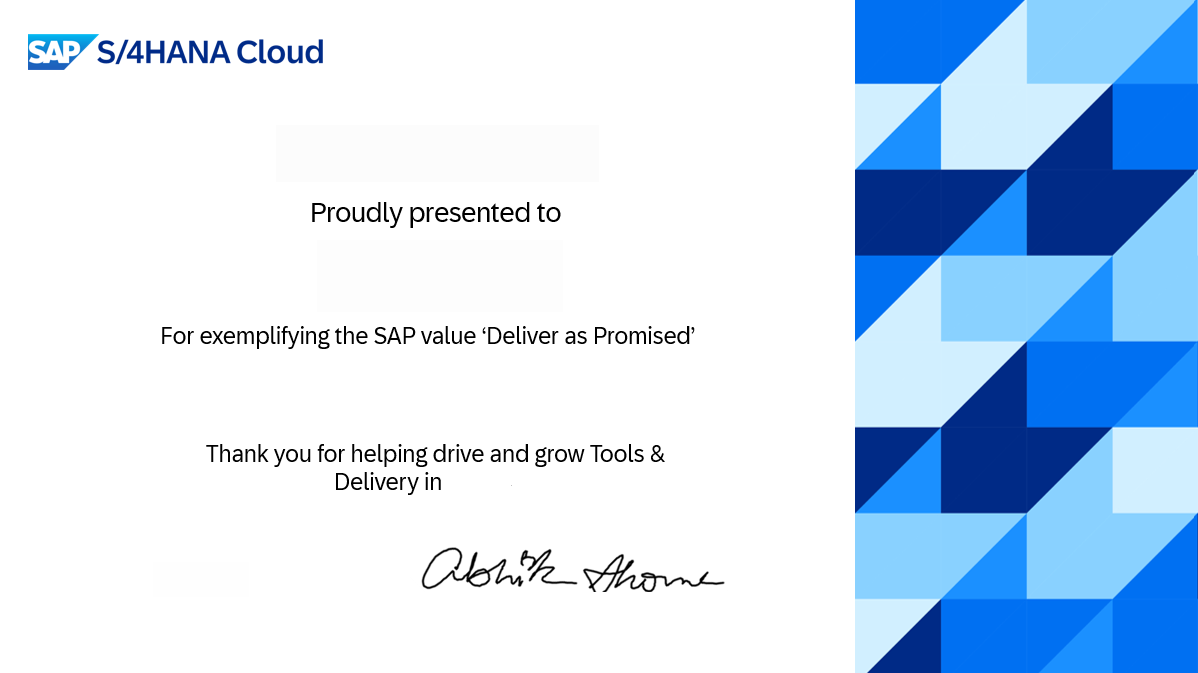 SAP S/4HANA Cloud
Proudly presented to
For exemplifying the SAP value ‘Deliver as Promised’
Thank you for helping drive and grow Tools &
Delivery in